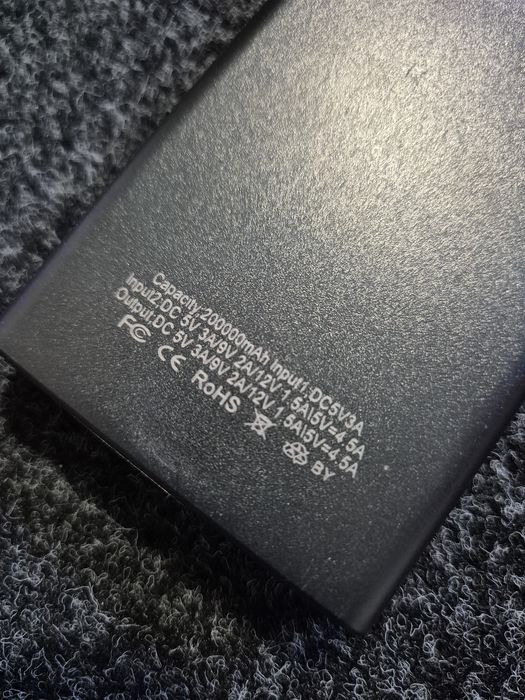 Capacity:200000mAh Input1:DC5V3A
Input2:DC 5V 3A/9V 2A/12V 1.5A\5V=4.5A
Output:DC 5V 3A/9V 2A/12V 1.5A\5V=4.5A
FC CE RoHS BY